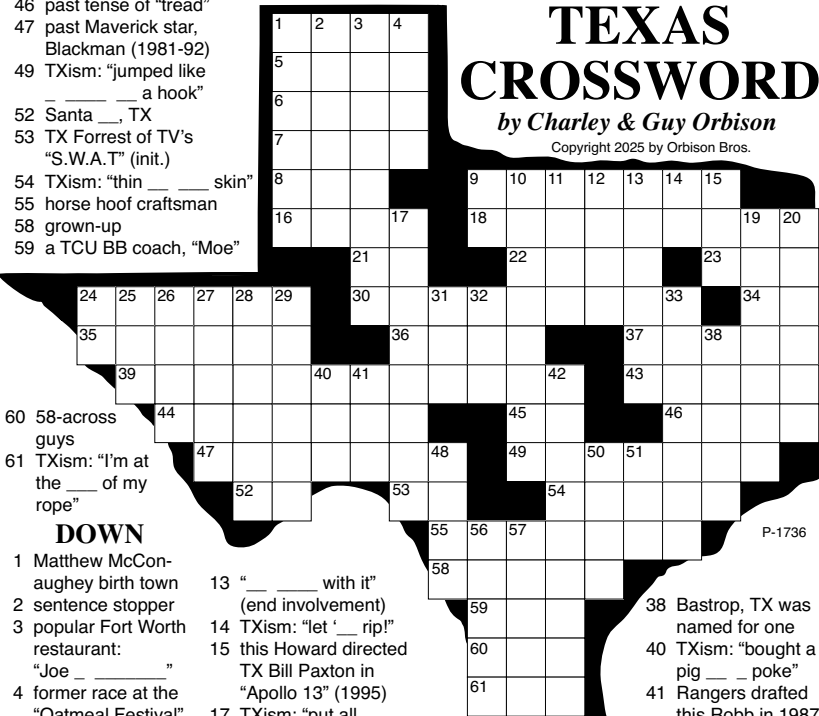 46 past tense of “tread”
47 past Maverick star,
Blackman (1981-92)
49 TXism: “jumped like
_ ____ __ a hook”
52 Santa __, TX
53 TX Forrest of TV’s
“S.W.A.T” (init.)
54 TXism: “thin __ ___ skin”
55 horse hoof craftsman
58 grown-up
59 a TCU BB coach, “Moe”
60 58-across
guys
61 TXism: “I’m at
the ___ of my
rope”
TEXAS
CROSSWORD
by Charley & Guy Orbison
Copyright 2025 by Orbison Bros.
1 2 3 4
5
6
7
8 9 10 11 12 13 14 15
16 17 18 19 20
21 22 23
24 25 26 27 28 29 30 31 32 33 34
35 36 37 38
39 40 41 42 43
44 45 46
47 48 49 50 51
52 53 54
55 56 57
58
59
60
61
P-1736
DOWN
1 Matthew McCon-
aughey birth town
2 sentence stopper
3 popular Fort Worth
restaurant:
“Joe _ _______”
4 former race at the
“Oatmeal Festival”
13 “__ ____ with it”
(end involvement)
14 TXism: “let ‘__ rip!”
15 this Howard directed
TX Bill Paxton in
“Apollo 13” (1995)
17 TXism: “put all
38 Bastrop, TX was
named for one
40 TXism: “bought a
pig __ _ poke”
41 Rangers drafted
this Robb in 1987